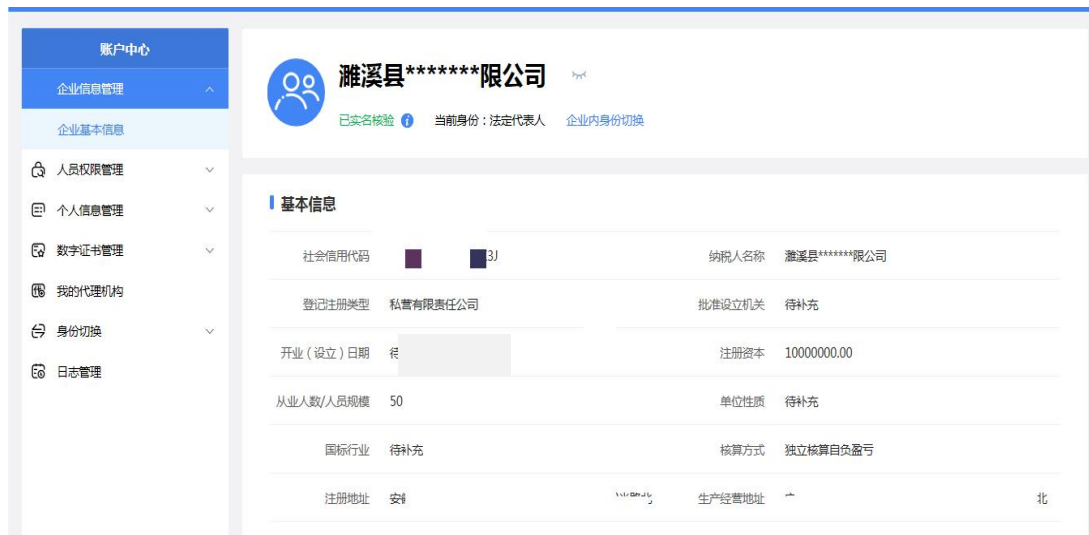 账户中心
企业信息管理
企业基本信息
人员权限管理
个人信息管理
数字证书管理
我的代理机构
身份切换
日志管理
濉溪县*******限公司
已实名核验 当前身份：法定代表人 企业内身份切换
基本信息
社会信用代码 3J 纳税人名称 濉溪县*******限公司
登记注册类型 私营有限责任公司 批准设立机关 待补充
开业（设立）日期 待 注册资本 10000000.00
从业人数/人员规模 50 单位性质 待补充
国标行业 待补充 核算方式 独立核算自负盈亏
注册地址 安 生产经营地址 北